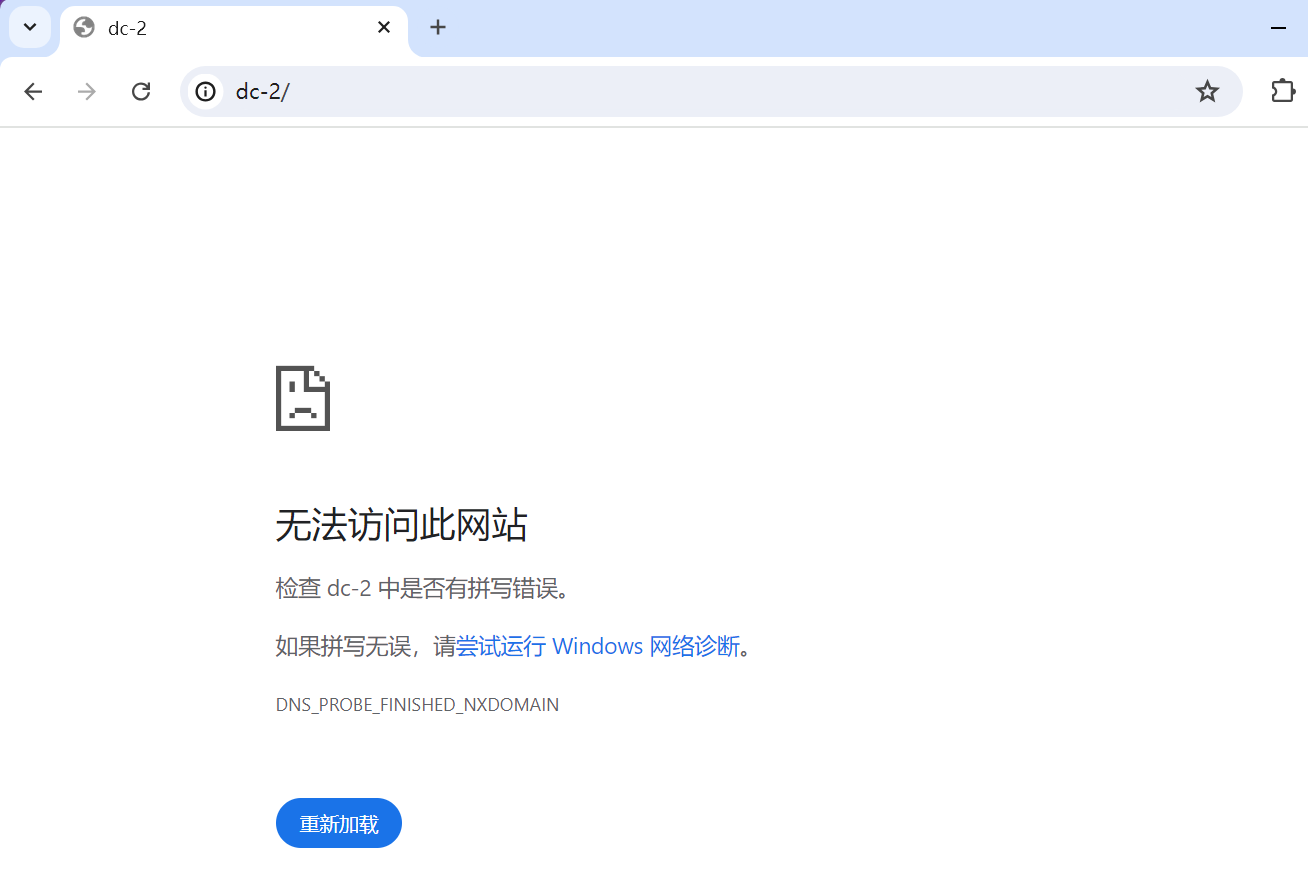 dc-2
dc-2/
无法访问此网站
检查 dc-2 中是否有拼写错误。
如果拼写无误，请尝试运行 Windows 网络诊断。
DNS_PROBE_FINISHED_NXDOMAIN
重新加载